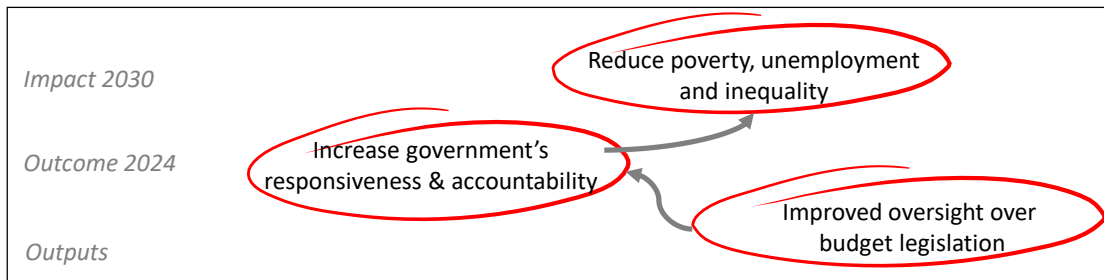 Reduce poverty, unemployment
and inequality
Impact 2030
Increase government’s
responsiveness & accountability
Outcome 2024
Improved oversight over
budget legislation
Outputs